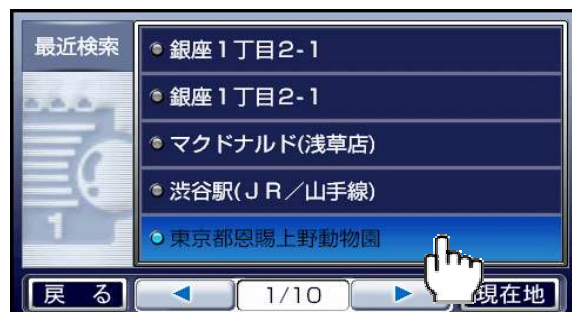 最近検索
銀座1丁目2-1
銀座1丁目2-1
マクドナルド(浅草店)
渋谷駅(JR/山手線)
東京都恩賜上野動物園
1
戻る
1/10
現在地